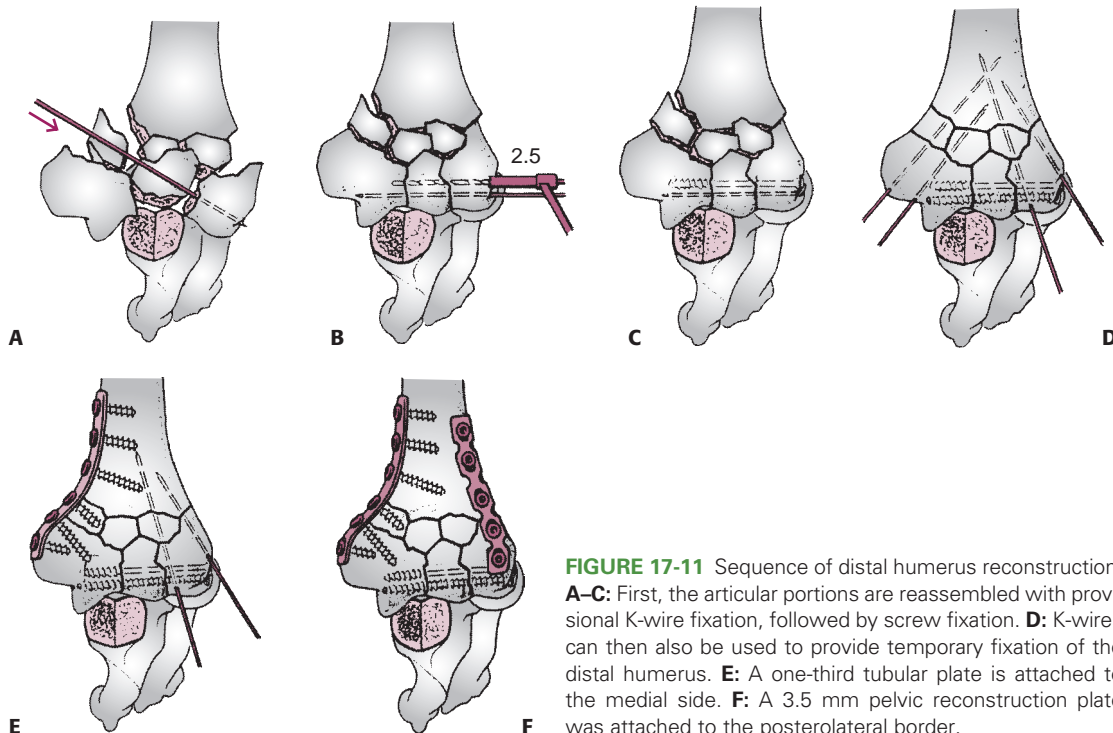 2.5
A
B
C
D
E
F
FIGURE 17-11 Sequence of distal humerus reconstruction
A–C: First, the articular portions are reassembled with prov
sional K-wire fixation, followed by screw fixation. D: K-wire
can then also be used to provide temporary fixation of the
distal humerus. E: A one-third tubular plate is attached to
the medial side. F: A 3.5 mm pelvic reconstruction plate
was attached to the posterolateral border.